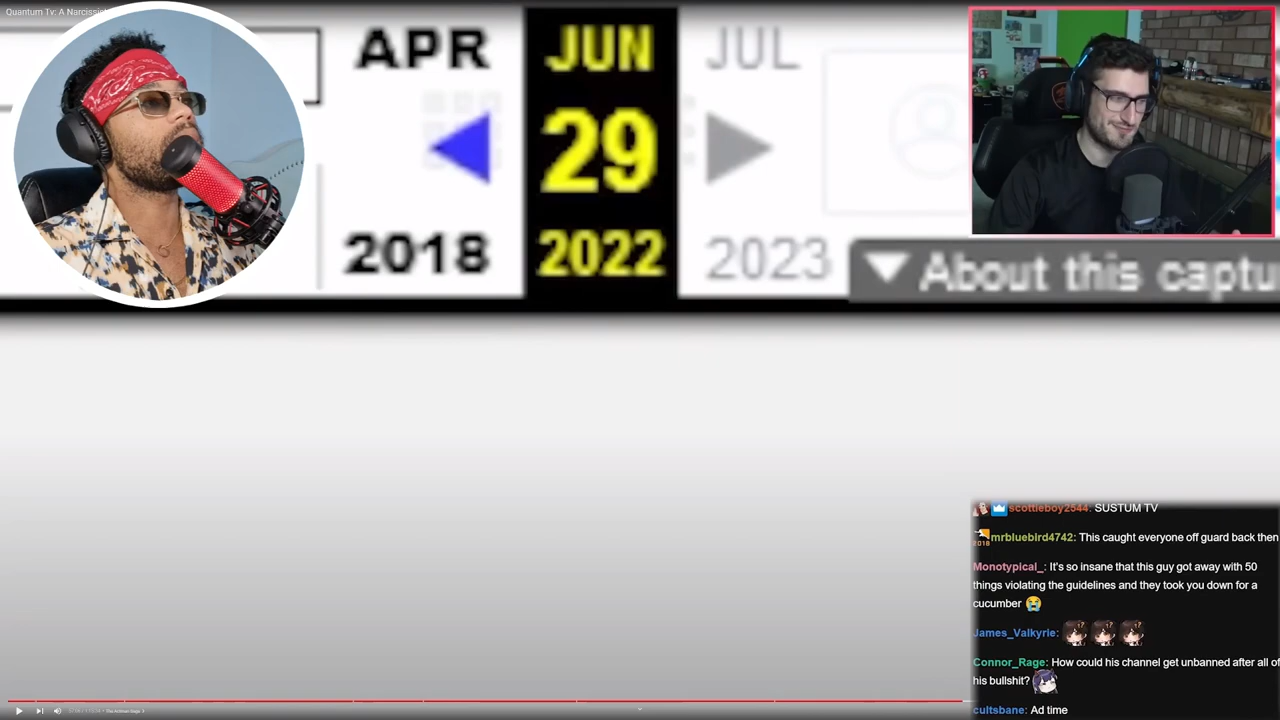 Quantum Tv: A Narcissist
APR
JUN
JUL
29
2018
2022
2023
▼ About this captu
scottieboy2544: SUSTUM TV
mrbluebird4742: This caught everyone off guard back then
Monotypical_: It's so insane that this guy got away with 50
things violating the guidelines and they took you down for a
cucumber 😭
James_Valkyrie:
Connor_Rage: How could his channel get unbanned after all of
his bullshit?
cultsbane: Ad time